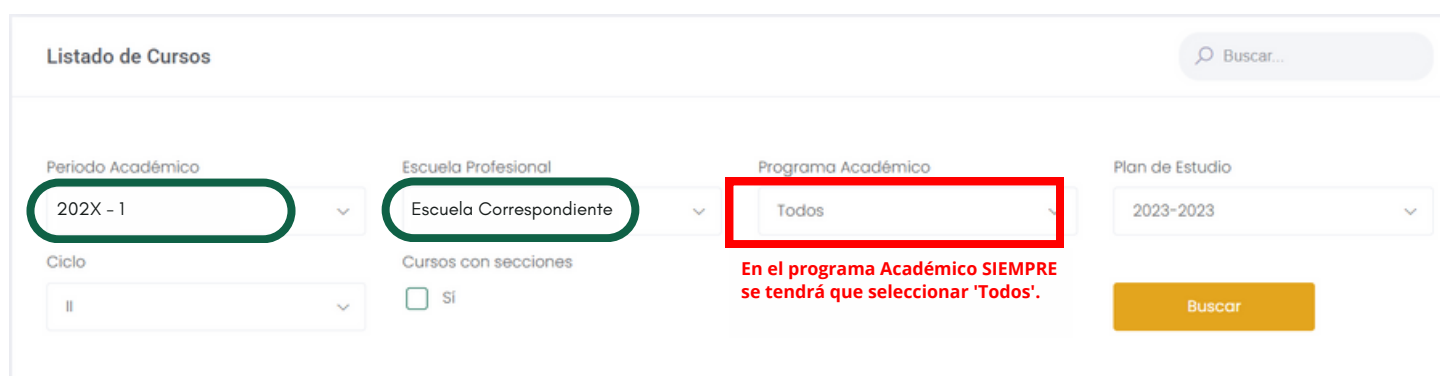 Listado de Cursos
Buscar...
Periodo Académico
Escuela Profesional
Programa Académico
Plan de Estudio
202X - 1
Escuela Correspondiente
Todos
2023-2023
Ciclo
Cursos con secciones
En el programa Académico SIEMPRE
se tendrá que seleccionar 'Todos'.
II
Sí
Buscar